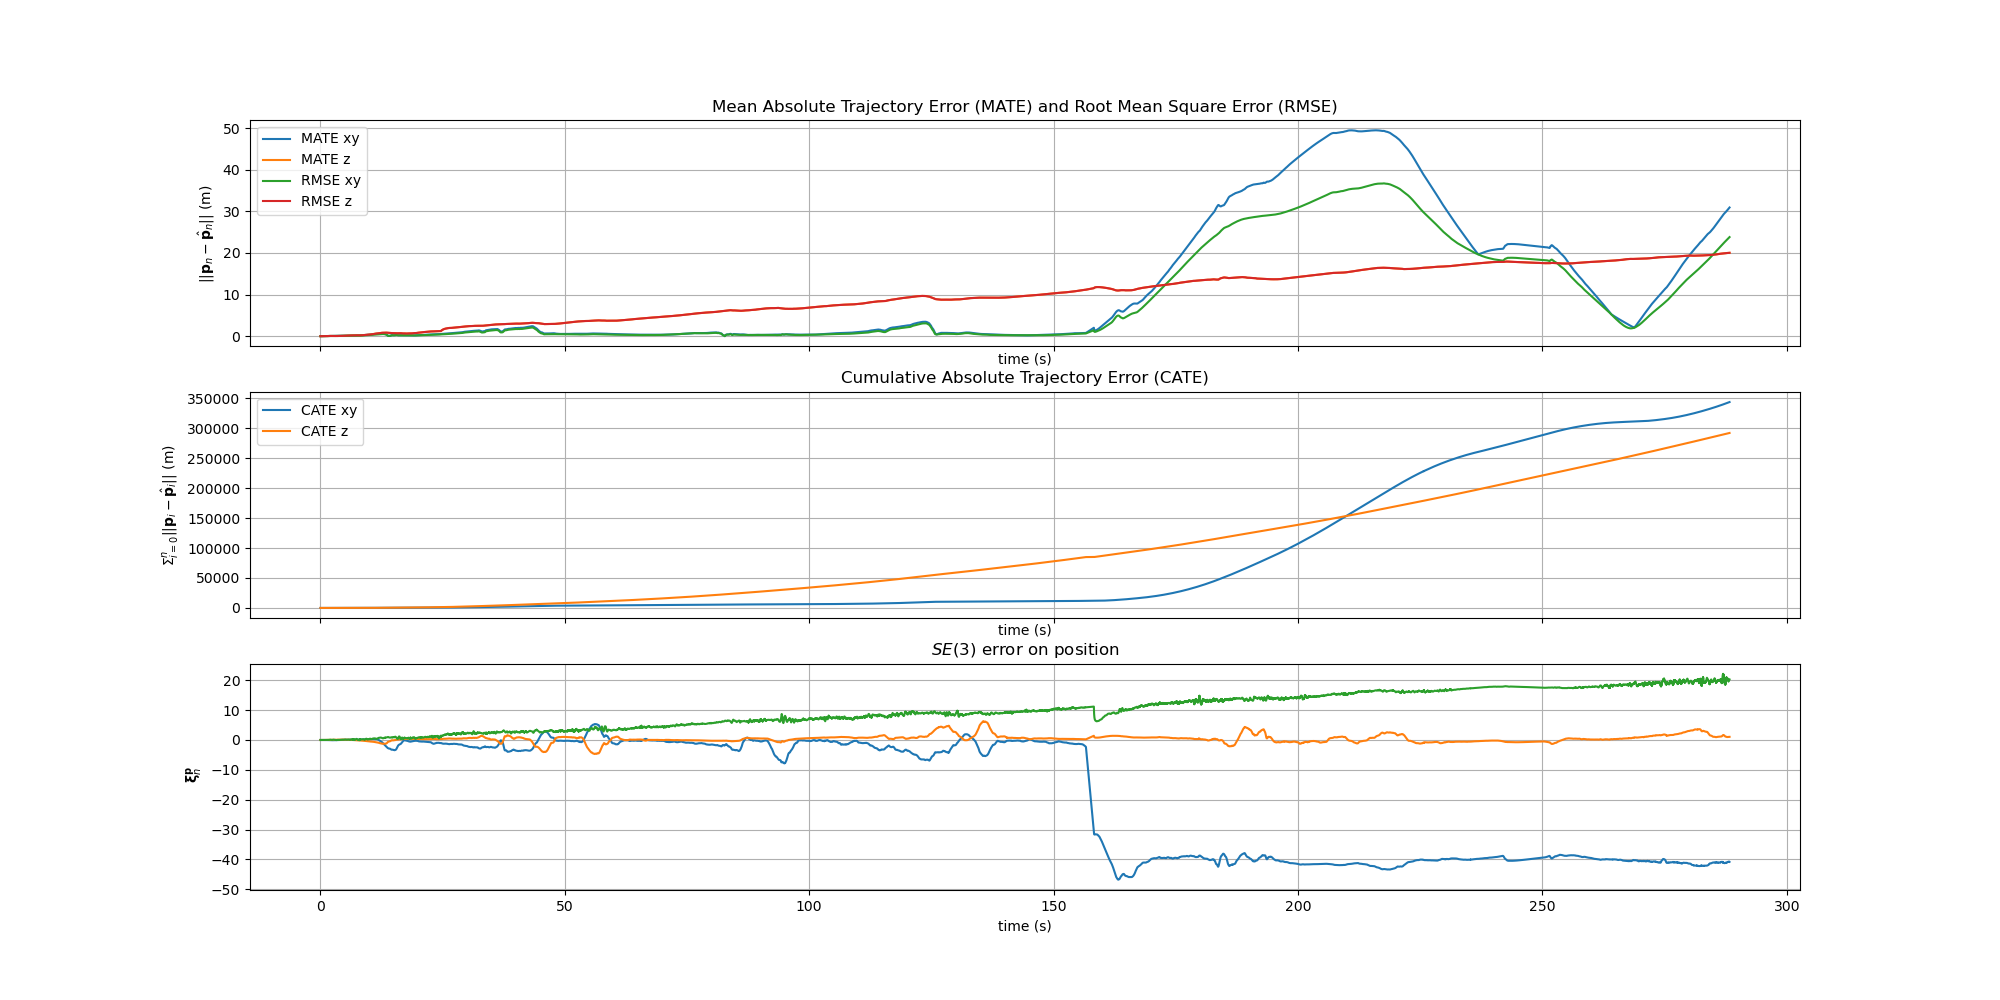 Mean Absolute Trajectory Error (MATE) and Root Mean Square Error (RMSE)
||𝐩ₙ − 𝐩̂ₙ|| (m)
50
40
30
20
10
0
MATE xy
MATE z
RMSE xy
RMSE z
time (s)
Cumulative Absolute Trajectory Error (CATE)
Σⁿᵢ₌₀||𝐩ᵢ − 𝐩̂ᵢ|| (m)
350000
300000
250000
200000
150000
100000
50000
0
CATE xy
CATE z
time (s)
SE(3) error on position
𝛏ₙᵖ
20
10
0
−10
−20
−30
−40
−50
0 50 100 150 200 250 300
time (s)